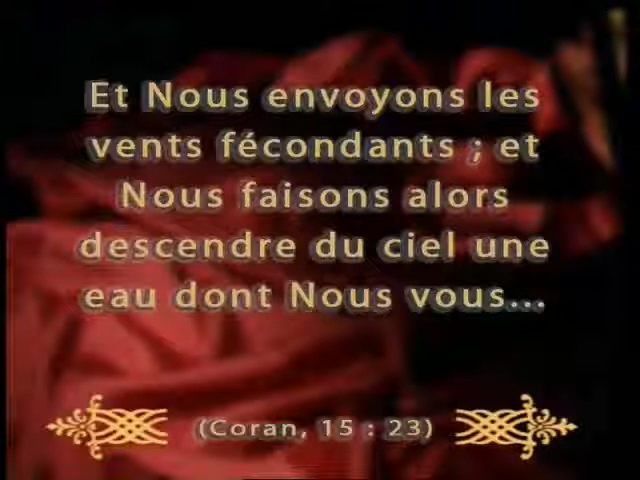 Et Nous envoyons les
vents fécondants ; et
Nous faisons alors
descendre du ciel une
eau dont Nous vous...
(Coran, 15 : 23)